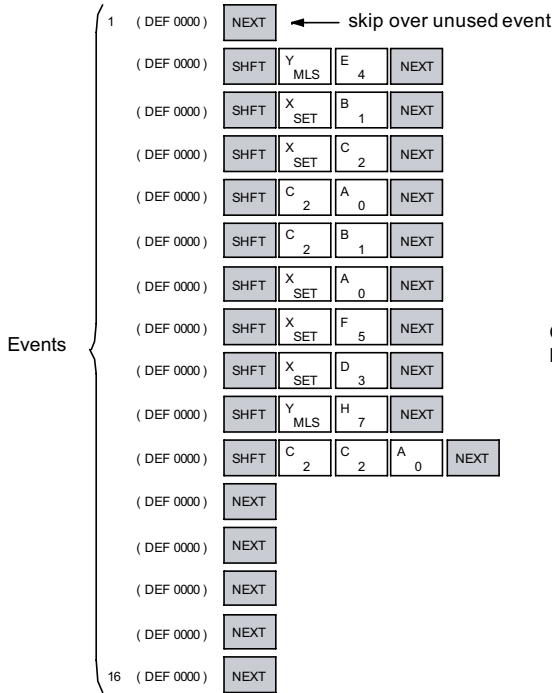 1 ( DEF 0000 ) NEXT skip over unused event
( DEF 0000 ) SHFT Y MLS E 4 NEXT
( DEF 0000 ) SHFT X SET B 1 NEXT
( DEF 0000 ) SHFT X SET C 2 NEXT
( DEF 0000 ) SHFT C 2 A 0 NEXT
( DEF 0000 ) SHFT C 2 B 1 NEXT
( DEF 0000 ) SHFT X SET A 0 NEXT
( DEF 0000 ) SHFT X SET F 5 NEXT
Events
( DEF 0000 ) SHFT X SET D 3 NEXT
( DEF 0000 ) SHFT Y MLS H 7 NEXT
( DEF 0000 ) SHFT C 2 C 2 A 0 NEXT
( DEF 0000 ) NEXT
( DEF 0000 ) NEXT
( DEF 0000 ) NEXT
( DEF 0000 ) NEXT
16 ( DEF 0000 ) NEXT